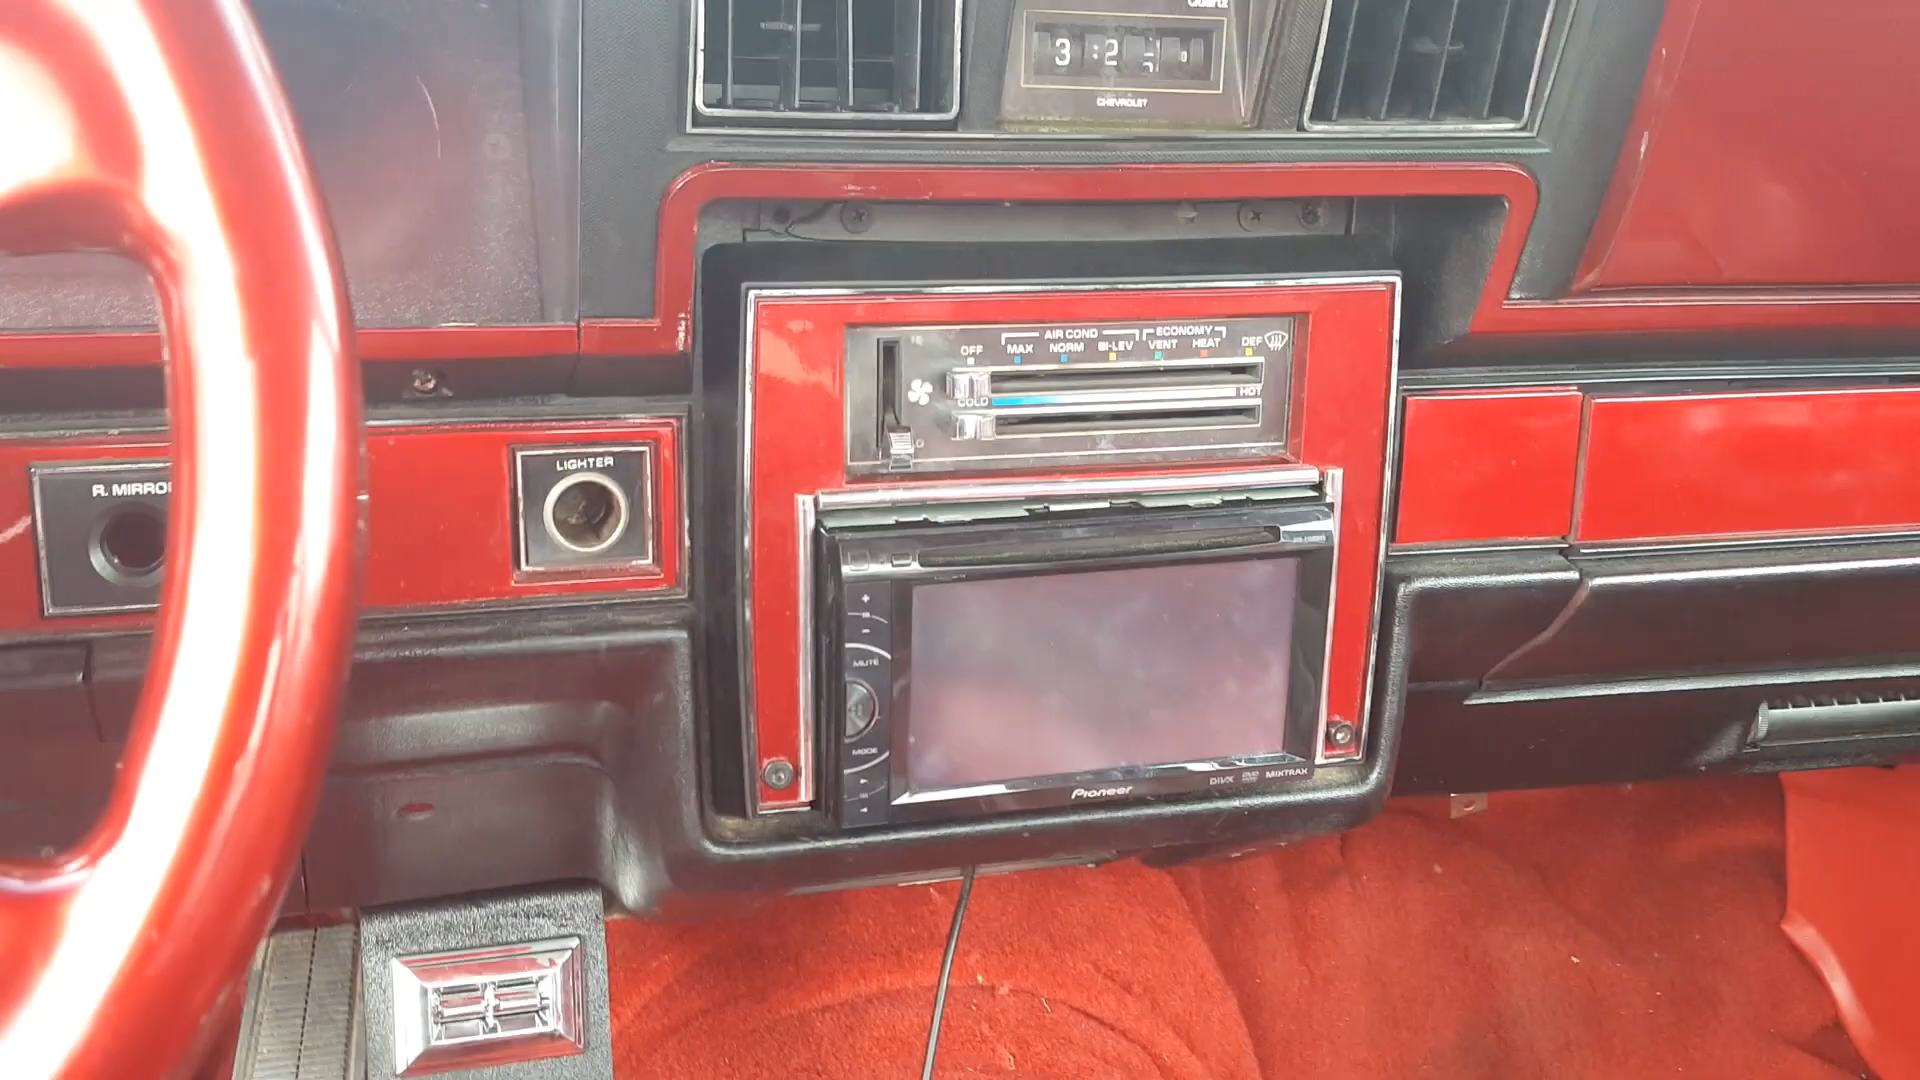 Quartz
3:2
CHEVROLET
AIR COND
ECONOMY
OFF MAX NORM BI-LEV VENT HEAT DEF
COLD HOT
LIGHTER
R. MIRRO
+
-
MUTE
MODE
Pioneer
DIVX DVD MIXTRAX